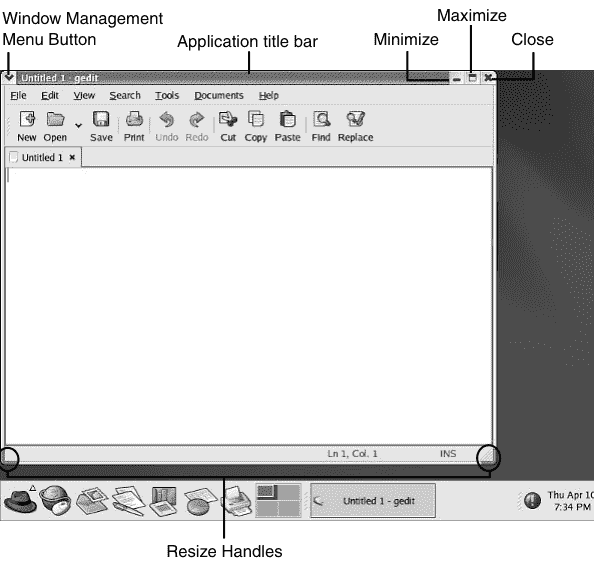 Window Management
Menu Button
Application title bar
Minimize
Maximize
Close
Untitled 1 - gedit
File Edit View Search Tools Documents Help
New Open Save Print Undo Redo Cut Copy Paste Find Replace
Untitled 1
Ln 1, Col. 1 INS
Untitled 1 - gedit
Thu Apr 10
7:34 PM
Resize Handles